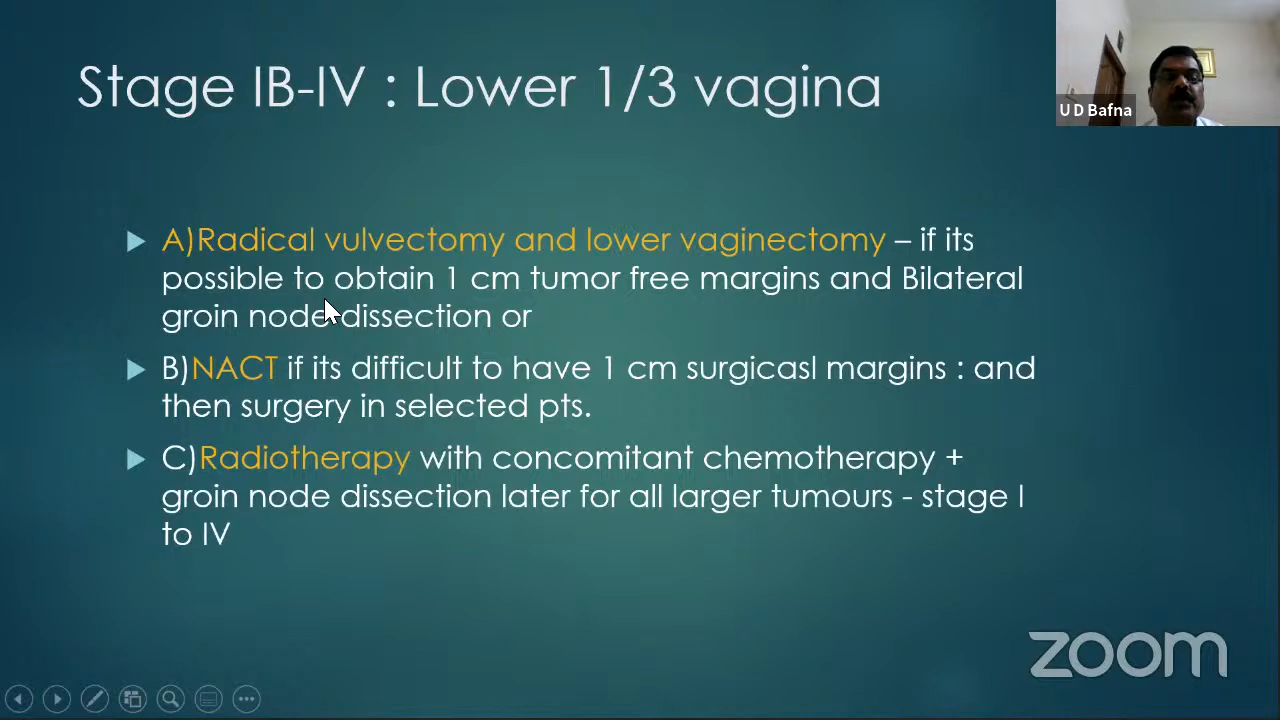 Stage IB-IV : Lower 1/3 vagina
U D Bafna
A)Radical vulvectomy and lower vaginectomy – if its
possible to obtain 1 cm tumor free margins and Bilateral
groin node dissection or
B)NACT if its difficult to have 1 cm surgicasl margins : and
then surgery in selected pts.
C)Radiotherapy with concomitant chemotherapy +
groin node dissection later for all larger tumours - stage I
to IV
zoom